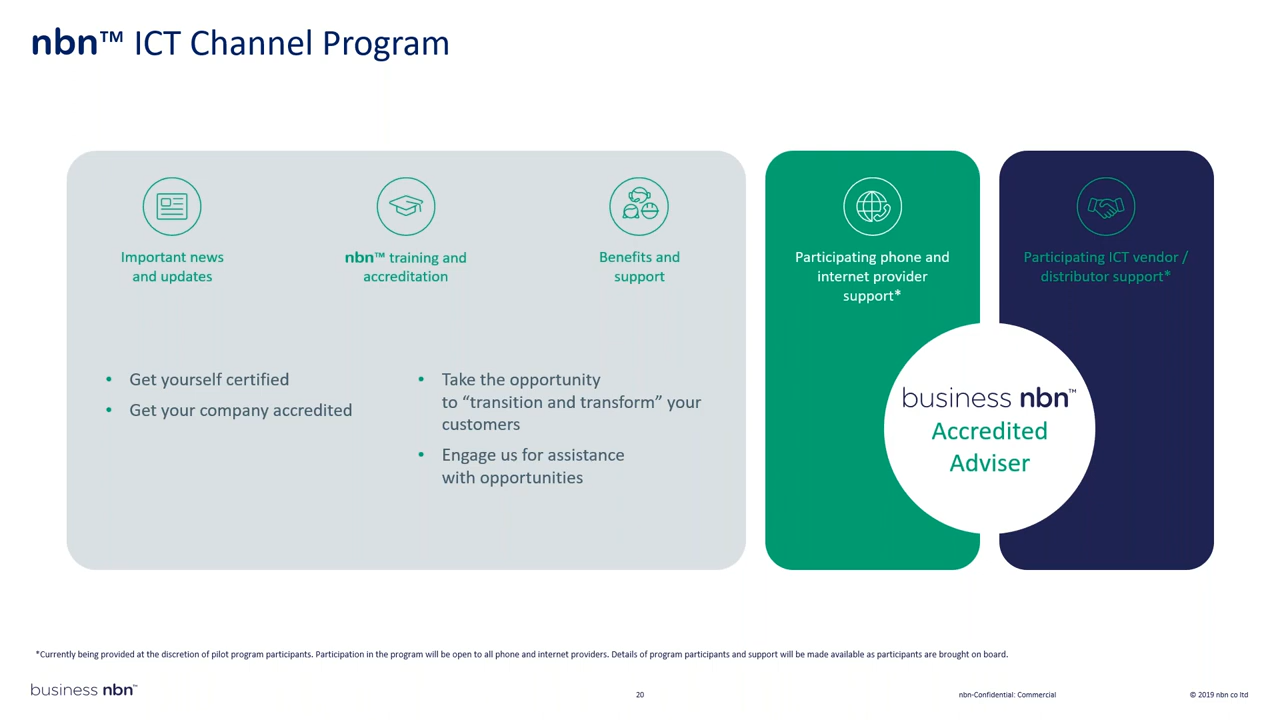 nbn™ ICT Channel Program
Important news
and updates
nbn™ training and
accreditation
Benefits and
support
Participating phone and
internet provider
support*
Participating ICT vendor /
distributor support*
• Get yourself certified
• Get your company accredited
• Take the opportunity
to “transition and transform” your
customers
• Engage us for assistance
with opportunities
business nbn™
Accredited
Adviser
*Currently being provided at the discretion of pilot program participants. Participation in the program will be open to all phone and internet providers. Details of program participants and support will be made available as participants are brought on board.
business nbn™
20
nbn-Confidential: Commercial
© 2019 nbn co ltd